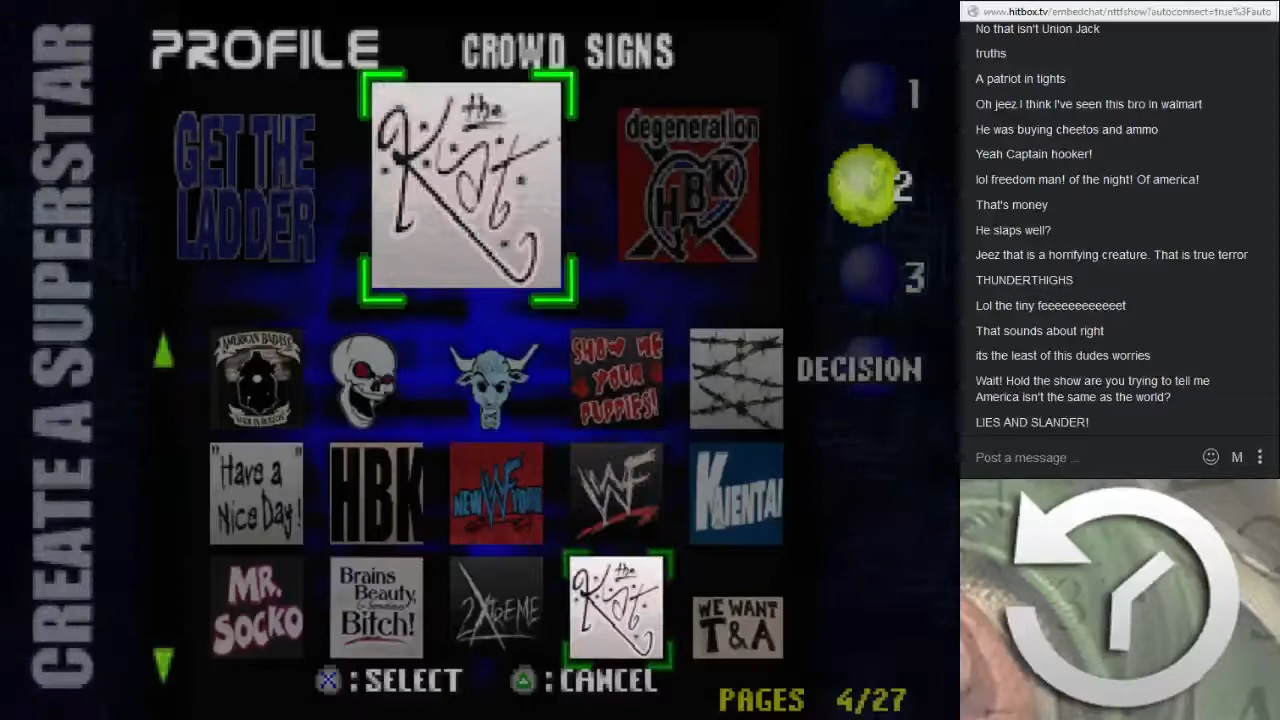 CREATE A SUPERSTAR
PROFILE
CROWD SIGNS
GET THE
LADDER
the
Kat
degeneration
HBK
X
1
2
3
DECISION
AMERICAN BADASS
SHOW ME
YOUR
PUPPIES!
"Have a
Nice Day!"
HBK
WWF
NEW YORK
WF
KAIENTAI
MR.
SOCKO
Brains
Beauty,
Bitch!
2XTREME
the
Kat
WE WANT
T&A
:SELECT
:CANCEL
PAGES 4/27
www.hitbox.tv/embedchat/nttfshow?autoconnect=true%3Fauto
No that isn't Union Jack
truths
A patriot in tights
Oh jeez I think I've seen this bro in walmart
He was buying cheetos and ammo
Yeah Captain hooker!
lol freedom man! of the night! Of america!
That's money
He slaps well?
Jeez that is a horrifying creature. That is true terror
THUNDERTHIGHS
Lol the tiny feeeeeeeeeeeet
That sounds about right
its the least of this dudes worries
Wait! Hold the show are you trying to tell me
America isn't the same as the world?
LIES AND SLANDER!
Post a message ...
M